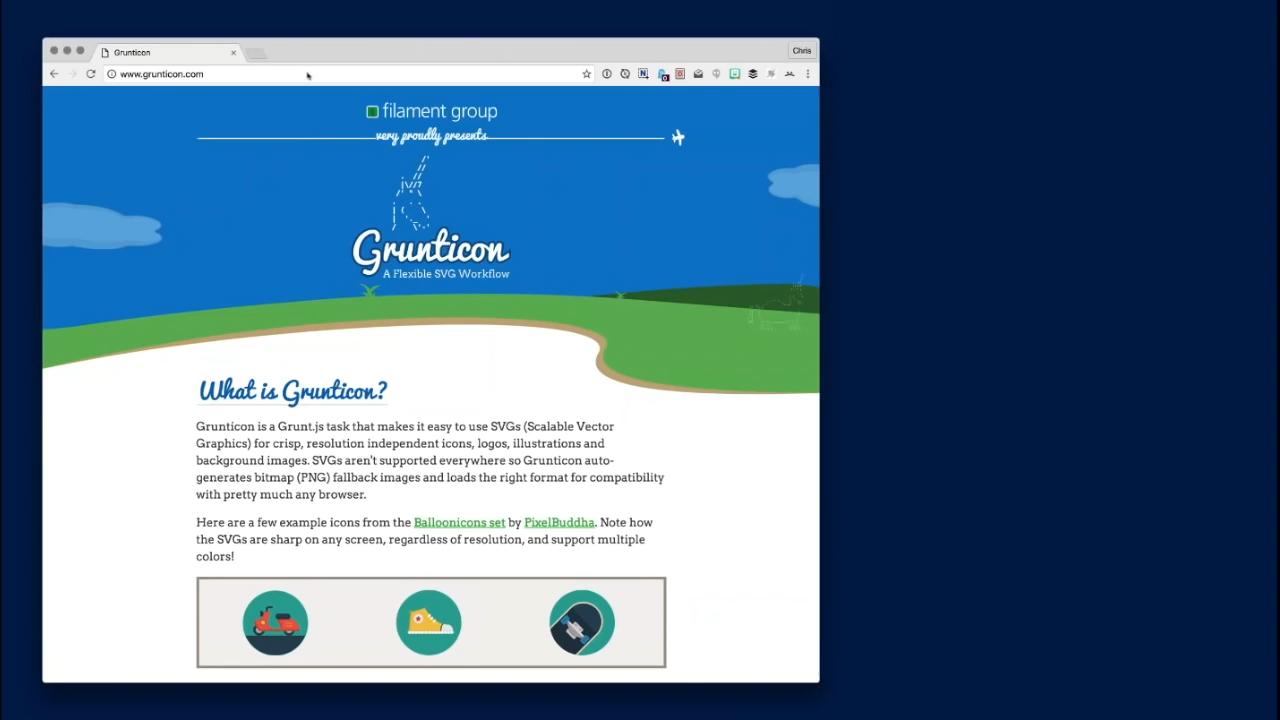 Grunticon
Chris
www.grunticon.com
filament group
very proudly presents
Grunticon
A Flexible SVG Workflow
What is Grunticon?
Grunticon is a Grunt.js task that makes it easy to use SVGs (Scalable Vector
Graphics) for crisp, resolution independent icons, logos, illustrations and
background images. SVGs aren't supported everywhere so Grunticon auto-
generates bitmap (PNG) fallback images and loads the right format for compatibility
with pretty much any browser.
Here are a few example icons from the Balloonicons set by PixelBuddha. Note how
the SVGs are sharp on any screen, regardless of resolution, and support multiple
colors!